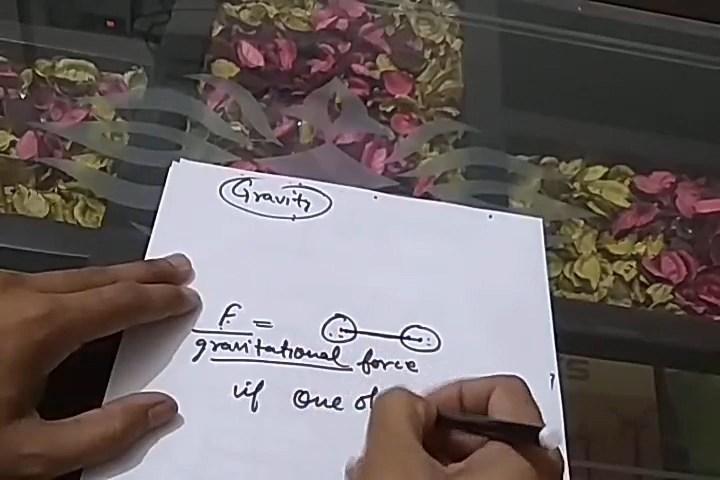 Gravity
F =
gravitational force
if one of